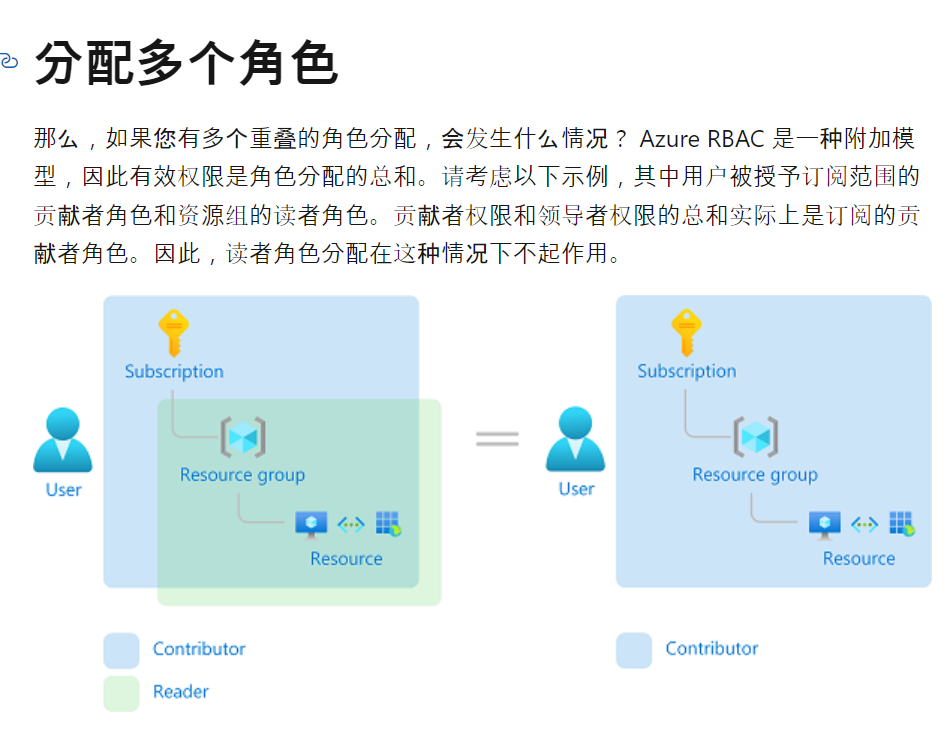 分配多个角色
那么，如果您有多个重叠的角色分配，会发生什么情况？ Azure RBAC 是一种附加模
型，因此有效权限是角色分配的总和。请考虑以下示例，其中用户被授予订阅范围的
贡献者角色和资源组的读者角色。贡献者权限和领导者权限的总和实际上是订阅的贡
献者角色。因此，读者角色分配在这种情况下不起作用。
Subscription
Resource group
User
Resource
Contributor
Reader
Subscription
Resource group
User
Resource
Contributor